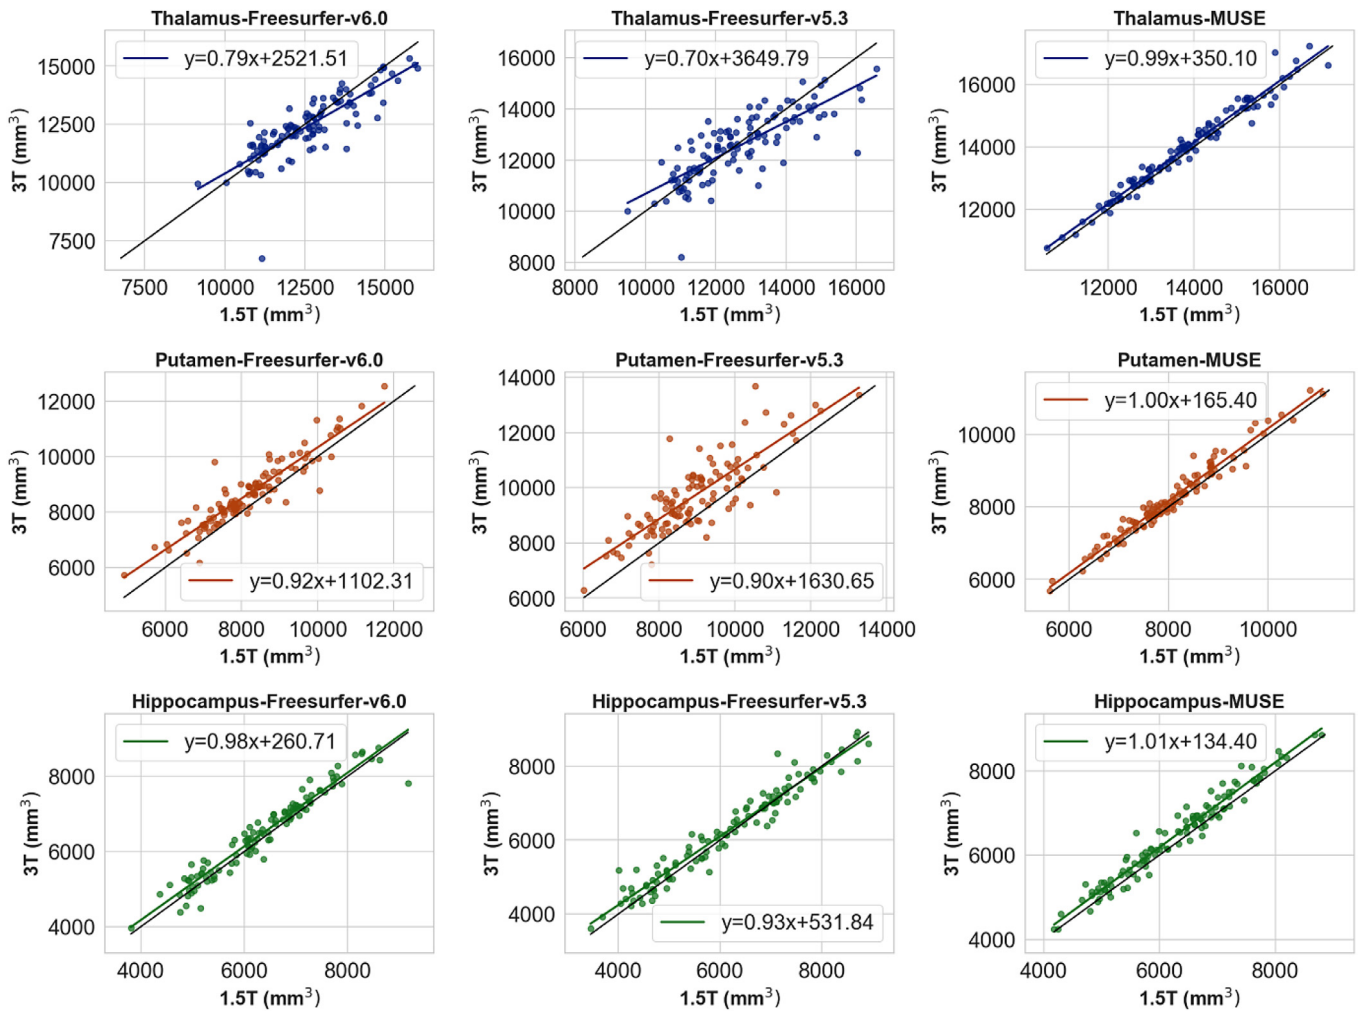 Thalamus-Freesurfer-v6.0
y=0.79x+2521.51
15000
12500
10000
7500
3T (mm³)
7500 10000 12500 15000
1.5T (mm³)
Thalamus-Freesurfer-v5.3
y=0.70x+3649.79
16000
14000
12000
10000
8000
3T (mm³)
8000 10000 12000 14000 16000
1.5T (mm³)
Thalamus-MUSE
y=0.99x+350.10
16000
14000
12000
3T (mm³)
12000 14000 16000
1.5T (mm³)
Putamen-Freesurfer-v6.0
12000
10000
8000
6000
3T (mm³)
y=0.92x+1102.31
6000 8000 10000 12000
1.5T (mm³)
Putamen-Freesurfer-v5.3
14000
12000
10000
8000
6000
3T (mm³)
y=0.90x+1630.65
6000 8000 10000 12000 14000
1.5T (mm³)
Putamen-MUSE
y=1.00x+165.40
10000
8000
6000
3T (mm³)
6000 8000 10000
1.5T (mm³)
Hippocampus-Freesurfer-v6.0
y=0.98x+260.71
8000
6000
4000
3T (mm³)
4000 6000 8000
1.5T (mm³)
Hippocampus-Freesurfer-v5.3
8000
6000
4000
3T (mm³)
y=0.93x+531.84
4000 6000 8000
1.5T (mm³)
Hippocampus-MUSE
y=1.01x+134.40
8000
6000
4000
3T (mm³)
4000 6000 8000
1.5T (mm³)